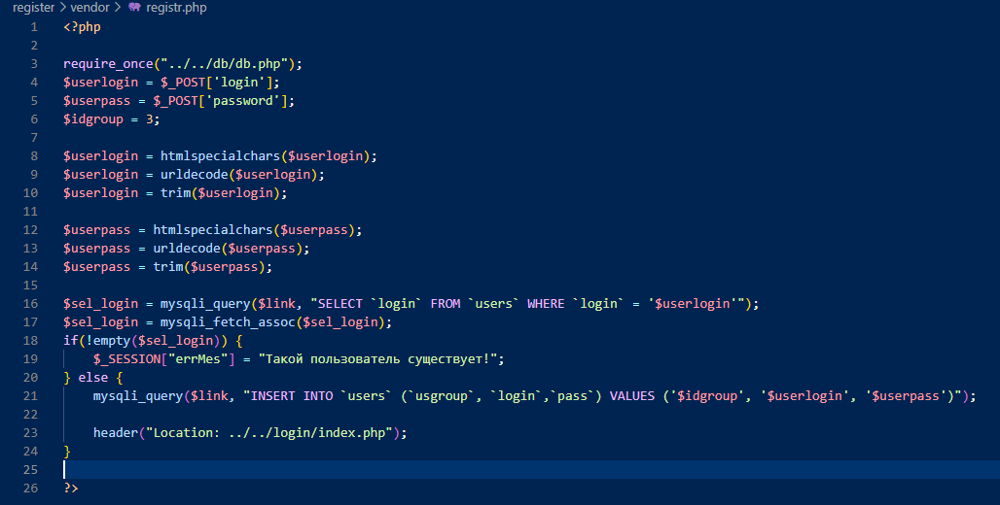 register > vendor > registr.php
1 <?php
2
3 require_once("../../db/db.php");
4 $userlogin = $_POST['login'];
5 $userpass = $_POST['password'];
6 $idgroup = 3;
7
8 $userlogin = htmlspecialchars($userlogin);
9 $userlogin = urldecode($userlogin);
10 $userlogin = trim($userlogin);
11
12 $userpass = htmlspecialchars($userpass);
13 $userpass = urldecode($userpass);
14 $userpass = trim($userpass);
15
16 $sel_login = mysqli_query($link, "SELECT `login` FROM `users` WHERE `login` = '$userlogin'");
17 $sel_login = mysqli_fetch_assoc($sel_login);
18 if(!empty($sel_login)) {
19     $_SESSION["errMes"] = "Такой пользователь существует!";
20 } else {
21     mysqli_query($link, "INSERT INTO `users` (`usgroup`, `login`,`pass`) VALUES ('$idgroup', '$userlogin', '$userpass')");
22
23     header("Location: ../../login/index.php");
24 }
25
26 ?>